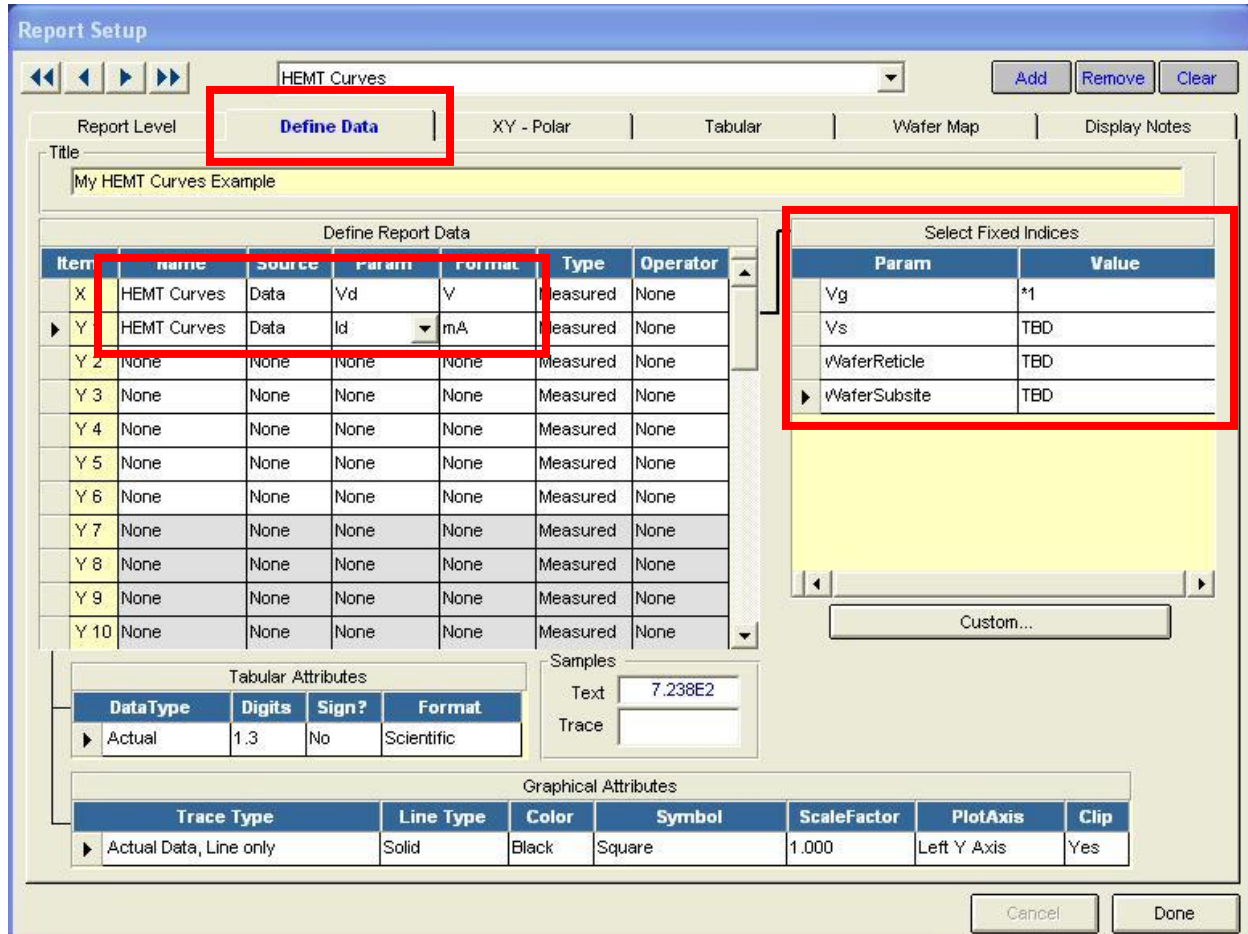 Report Setup
HEMT Curves Add Remove Clear
Report Level Define Data XY - Polar Tabular Wafer Map Display Notes
Title
My HEMT Curves Example
Define Report Data
Item Name Source Param Format Type Operator
X HEMT Curves Data Vd V Measured None
Y 1 HEMT Curves Data Id mA Measured None
Y 2 None None None None Measured None
Y 3 None None None None Measured None
Y 4 None None None None Measured None
Y 5 None None None None Measured None
Y 6 None None None None Measured None
Y 7 None None None None Measured None
Y 8 None None None None Measured None
Y 9 None None None None Measured None
Y 10 None None None None Measured None
Select Fixed Indices
Param Value
Vg *1
Vs TBD
WaferReticle TBD
WaferSubsite TBD
Custom...
Tabular Attributes
DataType Digits Sign? Format
Actual 1.3 No Scientific
Samples
Text 7.238E2
Trace
Graphical Attributes
Trace Type Line Type Color Symbol ScaleFactor PlotAxis Clip
Actual Data, Line only Solid Black Square 1.000 Left Y Axis Yes
Cancel Done